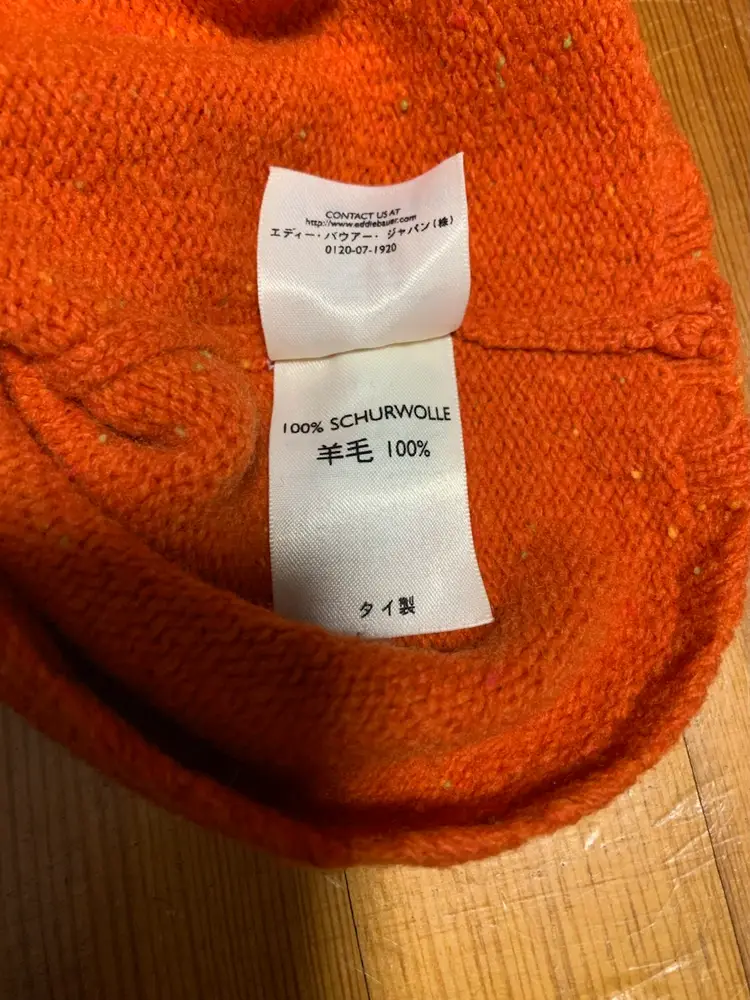 CONTACT US AT
http://www.eddiebauer.com
エディー・バウアー・ジャパン(株)
0120-07-1920
100% SCHURWOLLE
羊毛 100%
タイ製